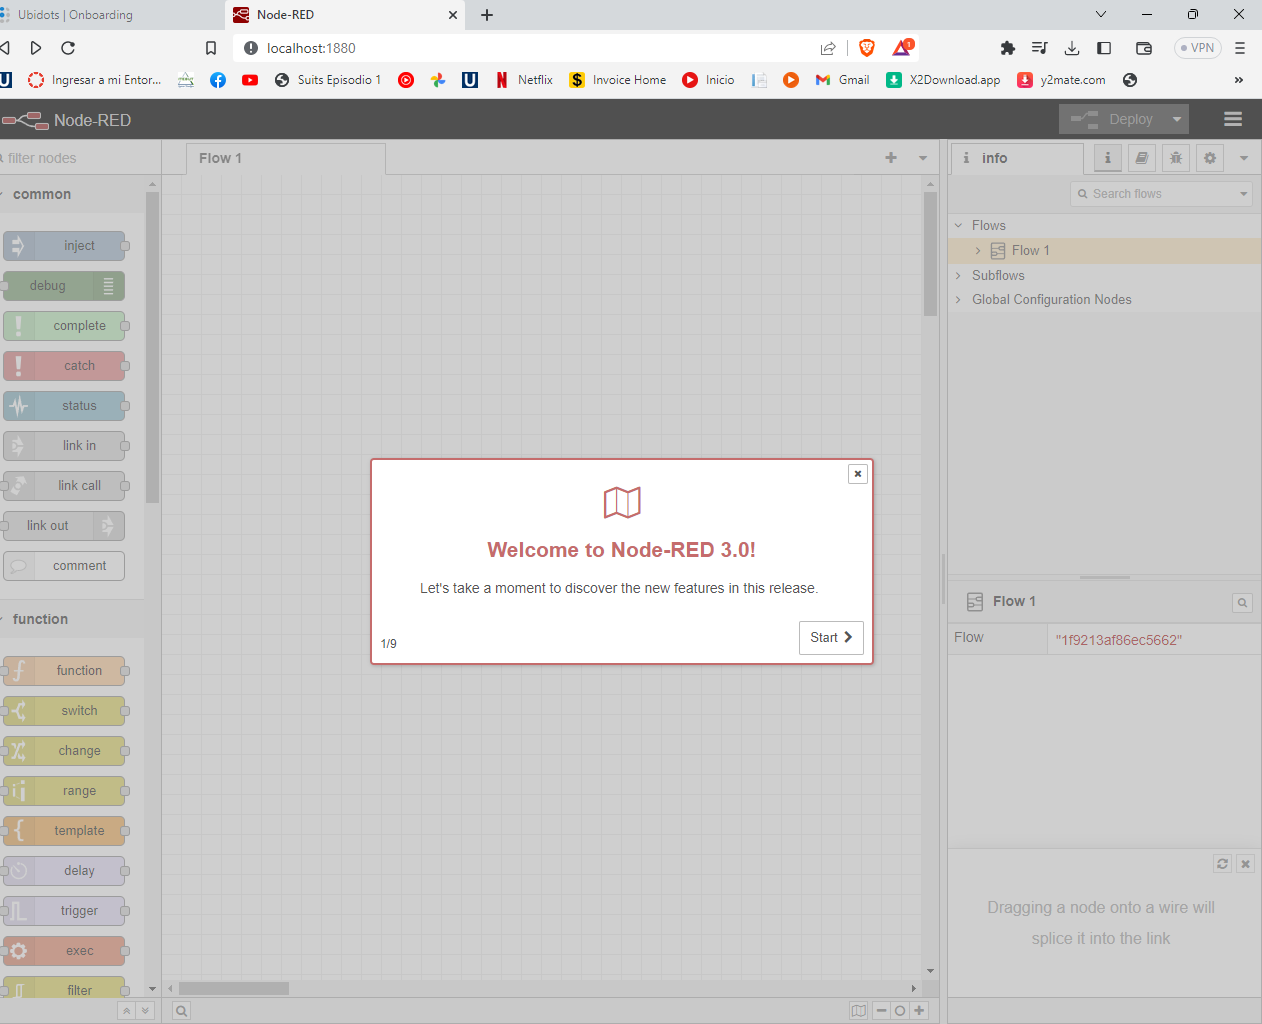 Ubidots | Onboarding
Node-RED
localhost:1880
1
VPN
Ingresar a mi Entor...
Suits Episodio 1
Netflix
Invoice Home
Inicio
Gmail
X2Download.app
y2mate.com
»
Node-RED
Deploy
filter nodes
Flow 1
info
common
Search flows
Flows
Flow 1
Subflows
Global Configuration Nodes
inject
debug
complete
catch
status
link in
link call
link out
comment
Welcome to Node-RED 3.0!
Let's take a moment to discover the new features in this release.
1/9
Start
function
function
switch
change
range
template
delay
trigger
exec
filter
Flow 1
Flow
"1f9213af86ec5662"
Dragging a node onto a wire will
splice it into the link